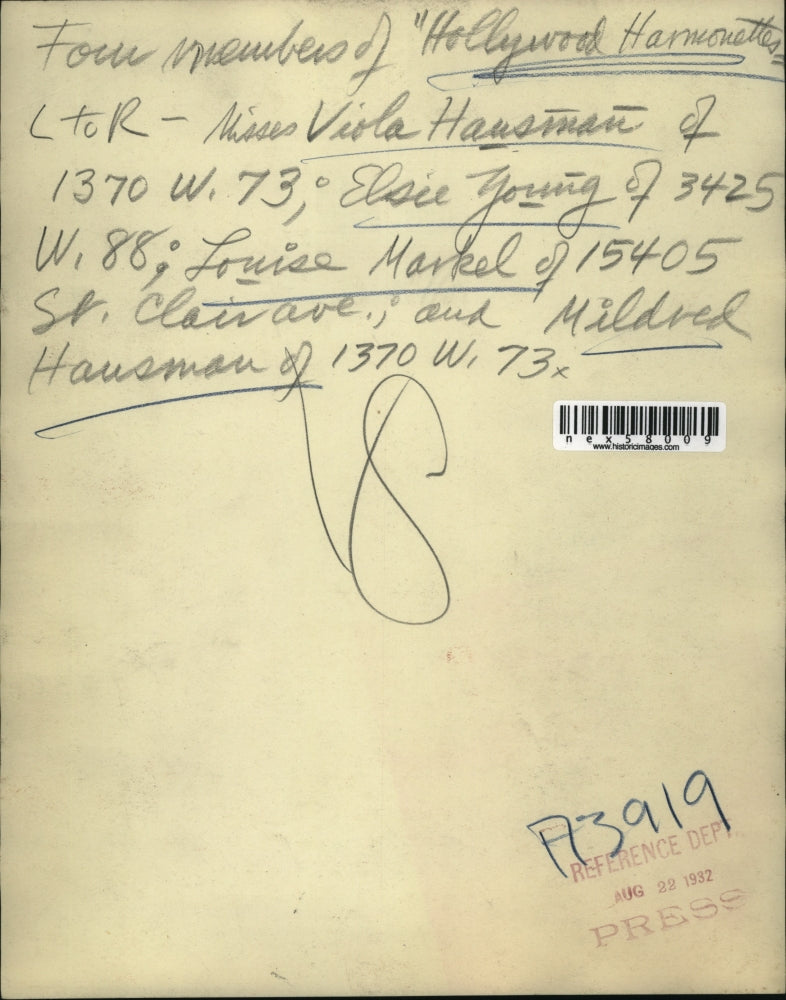 Four members of "Hollywood Harmonettes"
L to R - Misses Viola Hausman of
1370 W. 73,; Elsie Young of 3425
W. 88; Louise Markel of 15405
St. Clair ave.; and Mildred
Hausman of 1370 W. 73x
nex58009
www.historicimages.com
A3919
REFERENCE DEPT.
AUG 22 1932
PRESS